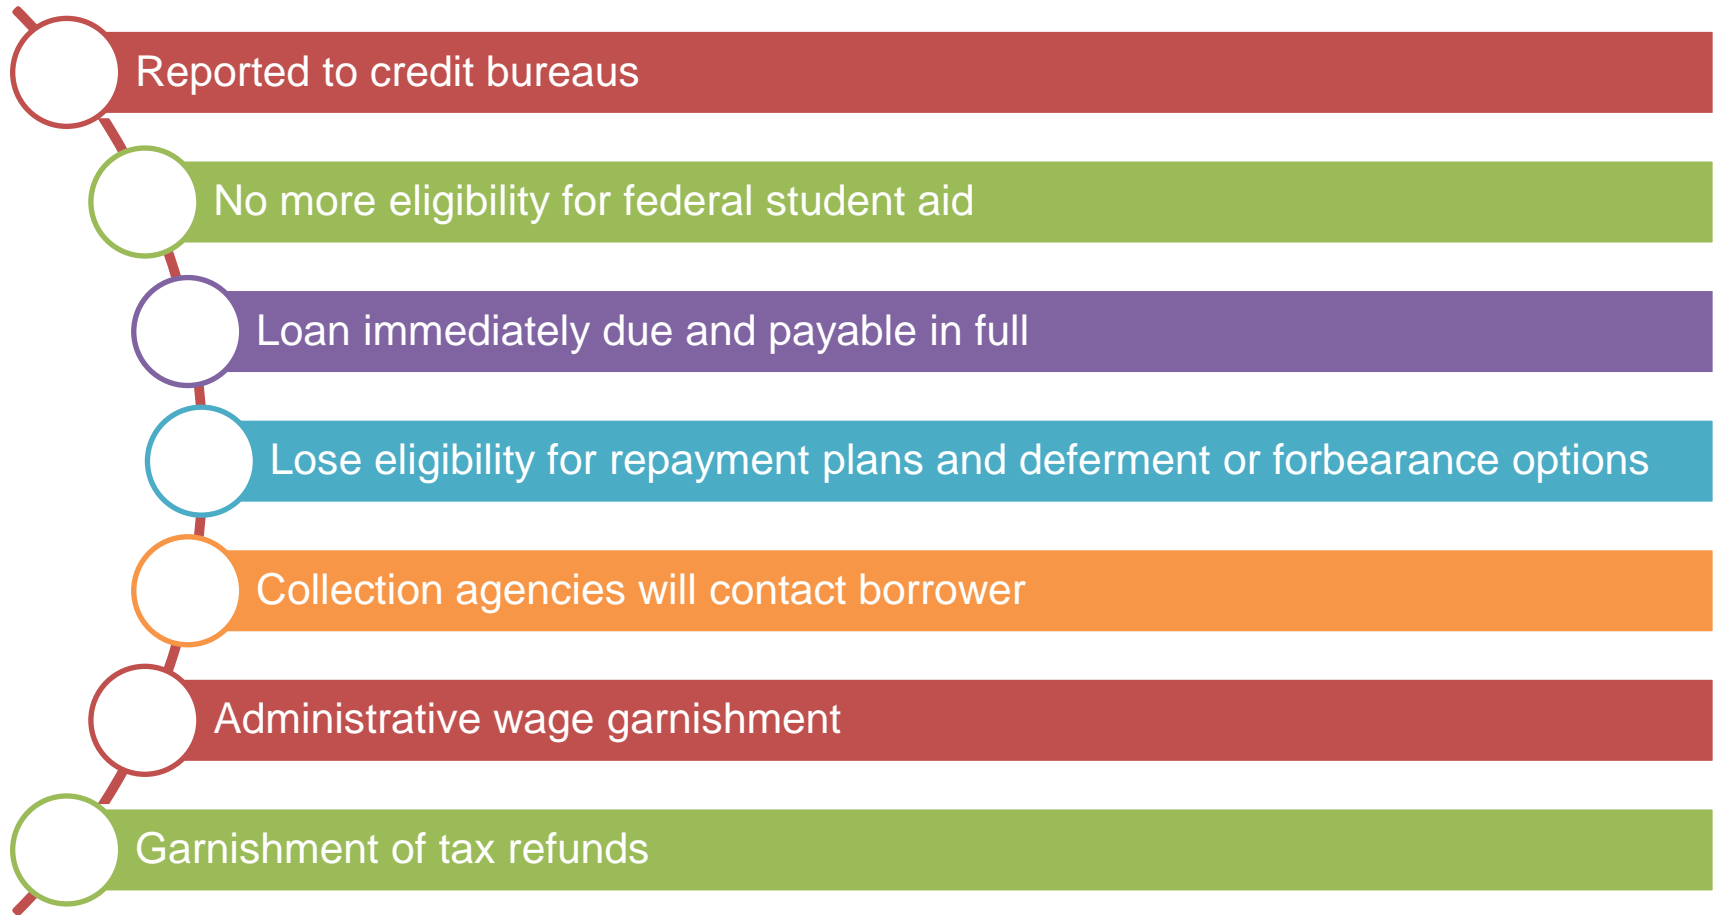 Reported to credit bureaus
No more eligibility for federal student aid
Loan immediately due and payable in full
Lose eligibility for repayment plans and deferment or forbearance options
Collection agencies will contact borrower
Administrative wage garnishment
Garnishment of tax refunds